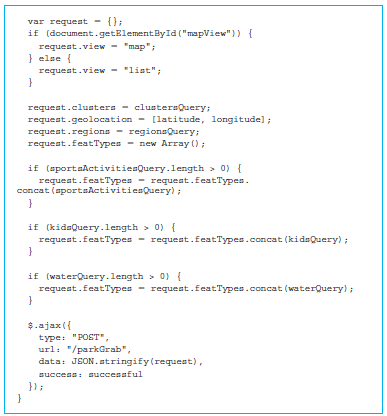 var request = {};
if (document.getElementById("mapView")) {
request.view = "map";
} else {
request.view = "list";
}
request.clusters = clustersQuery;
request.geolocation = [latitude, longitude];
request.regions = regionsQuery;
request.featTypes = new Array();
if (sportsActivitiesQuery.length > 0) {
request.featTypes = request.featTypes.
concat(sportsActivitiesQuery);
}
if (kidsQuery.length > 0) {
request.featTypes = request.featTypes.concat(kidsQuery);
}
if (waterQuery.length > 0) {
request.featTypes = request.featTypes.concat(waterQuery);
}
$.ajax({
type: "POST",
url: "/parkGrab",
data: JSON.stringify(request),
success: successful
});
}